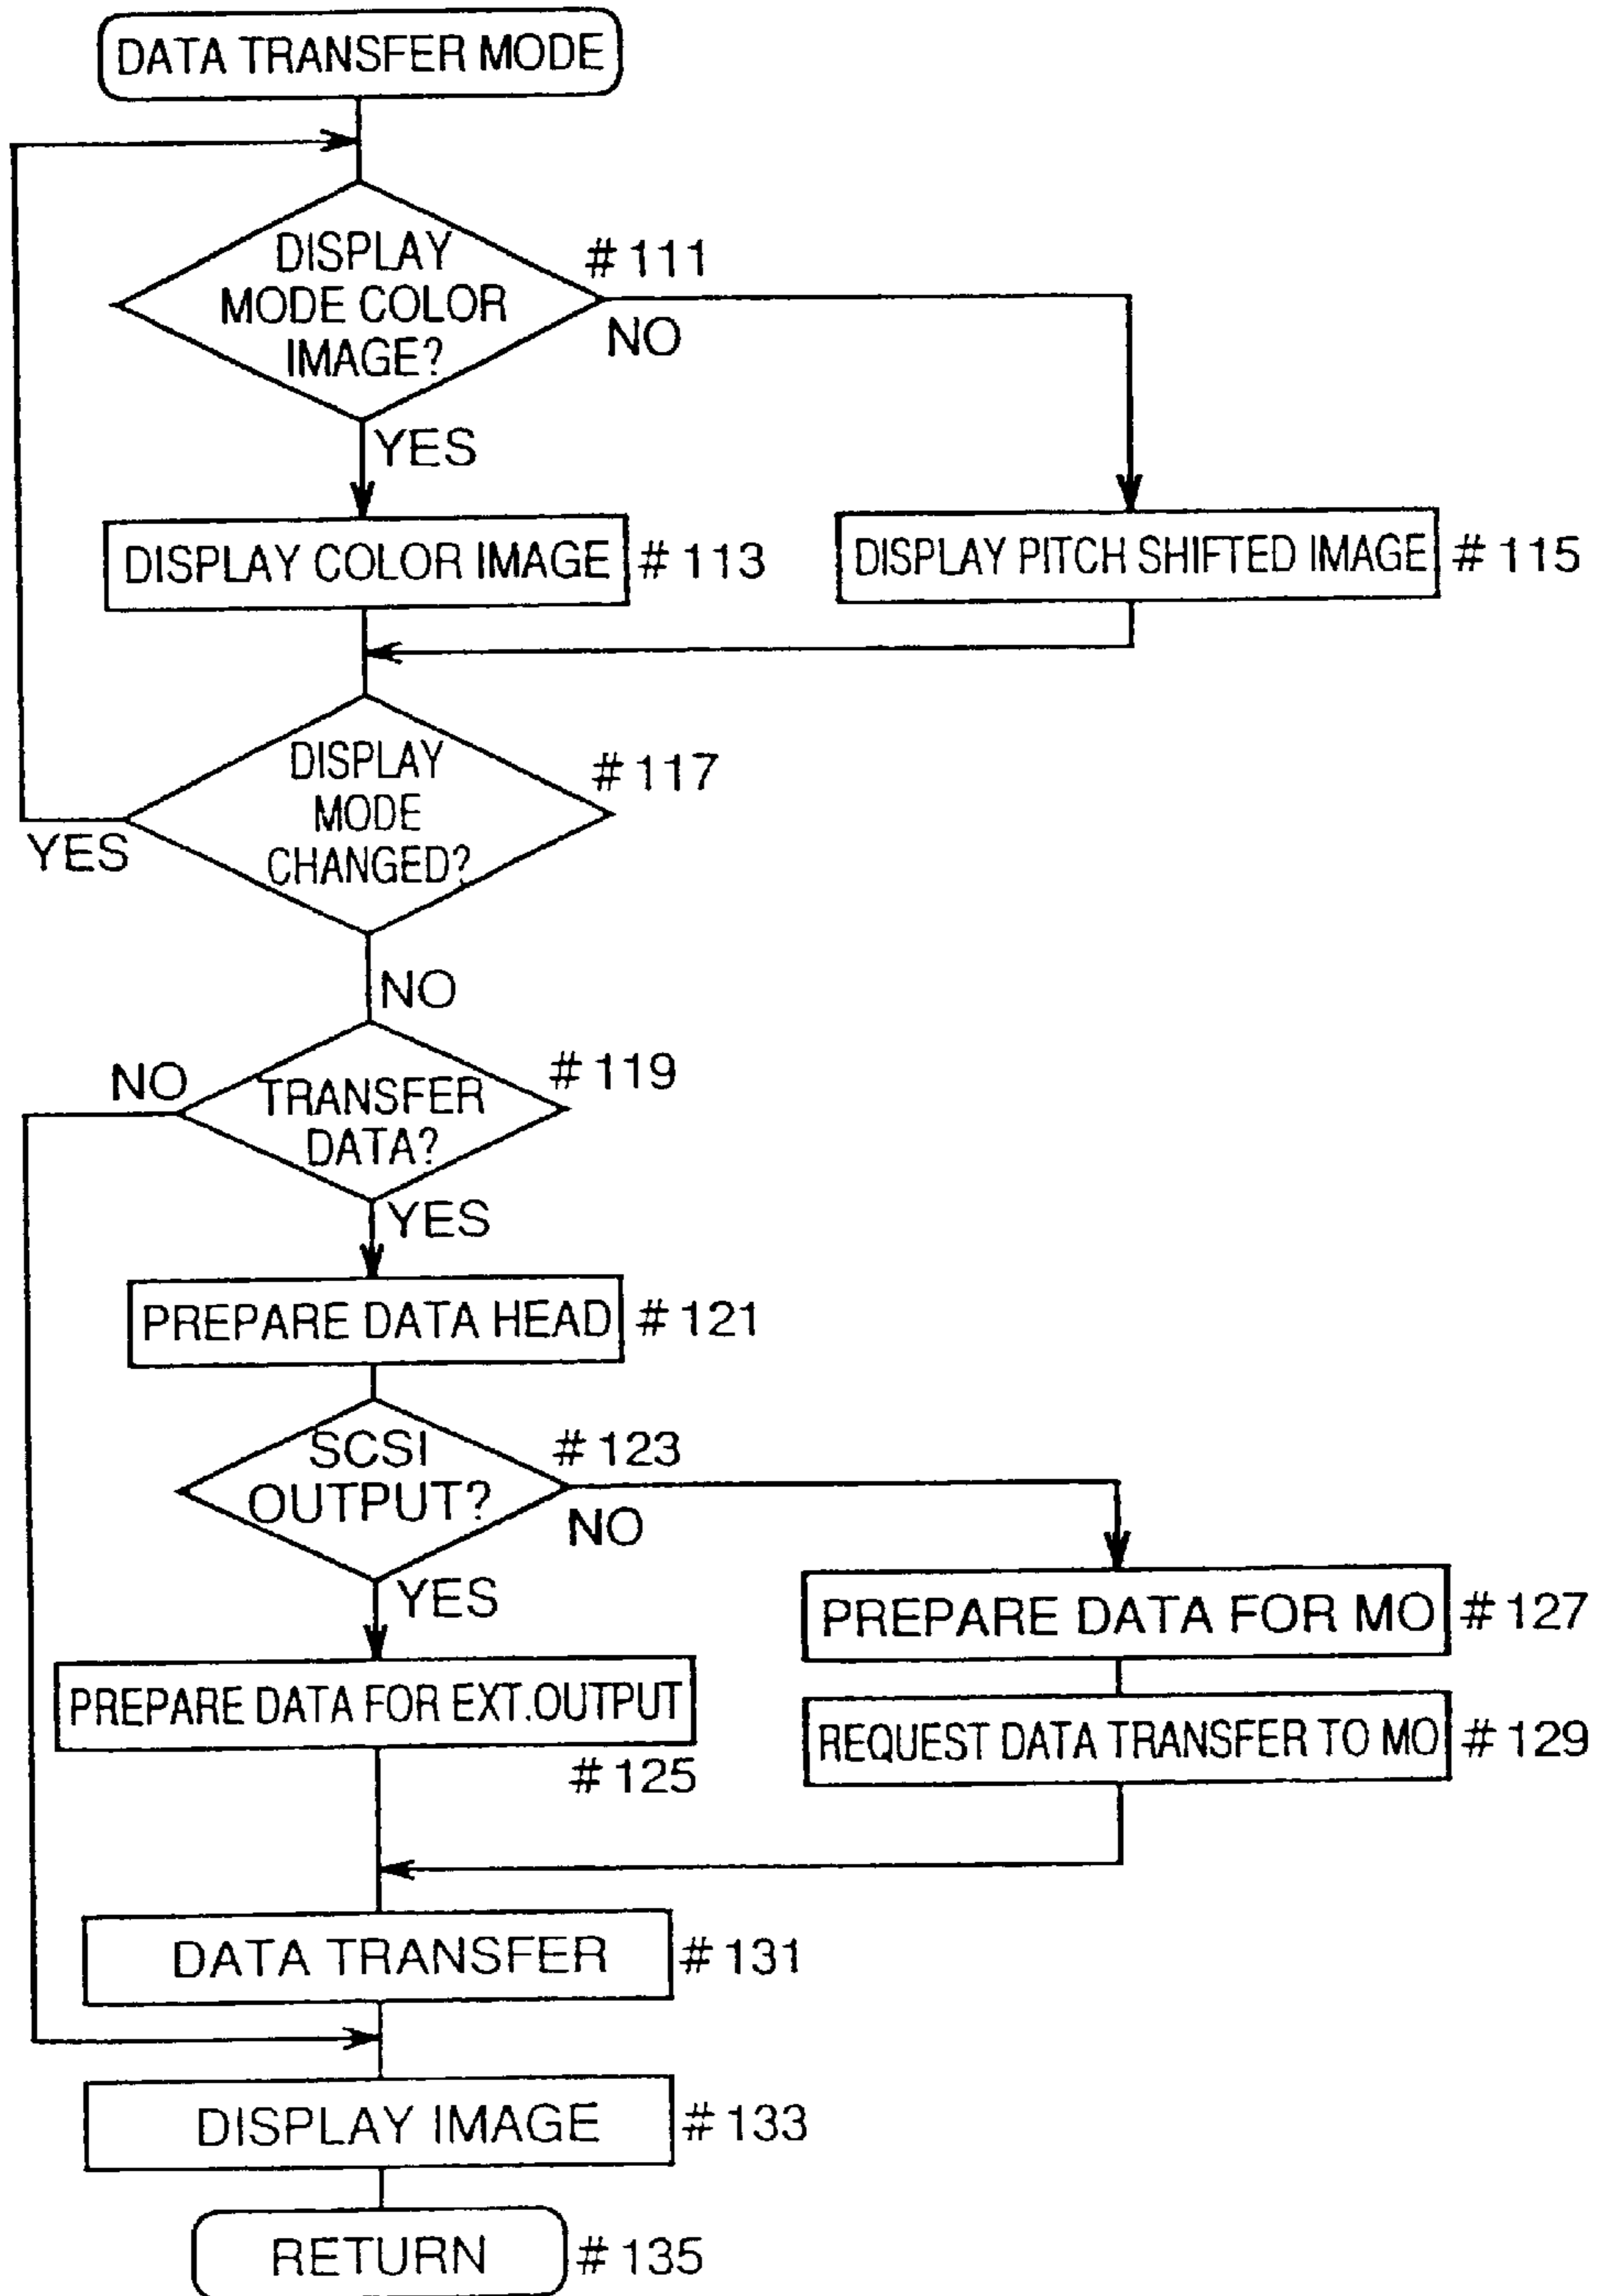 DATA TRANSFER MODE
DISPLAY
MODE COLOR
IMAGE?
#111
NO
YES
DISPLAY COLOR IMAGE
#113
DISPLAY PITCH SHIFTED IMAGE
#115
DISPLAY
MODE
CHANGED?
#117
YES
NO
TRANSFER
DATA?
#119
NO
YES
PREPARE DATA HEAD
#121
SCSI
OUTPUT?
#123
NO
YES
PREPARE DATA FOR MO
#127
PREPARE DATA FOR EXT.OUTPUT
#125
REQUEST DATA TRANSFER TO MO
#129
DATA TRANSFER
#131
DISPLAY IMAGE
#133
RETURN
#135